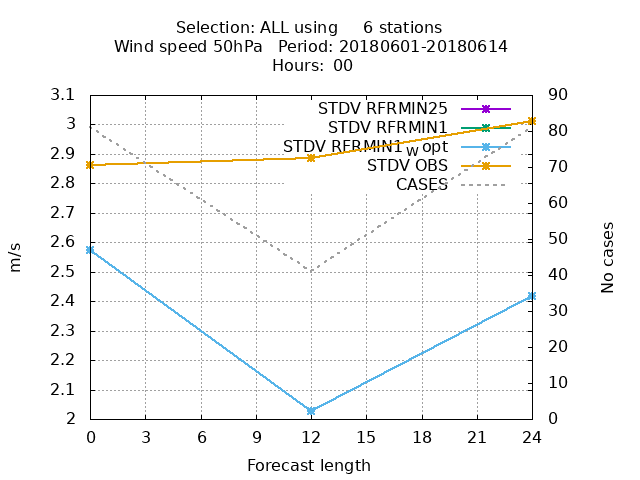 Selection: ALL using 6 stations
Wind speed 50hPa Period: 20180601-20180614
Hours: 00
STDV RFRMIN25
STDV RFRMIN1
STDV RFRMIN1_w opt
STDV OBS
CASES
3.1
3
2.9
2.8
2.7
2.6
2.5
2.4
2.3
2.2
2.1
2
m/s
90
80
70
60
50
40
30
20
10
0
No cases
0 3 6 9 12 15 18 21 24
Forecast length